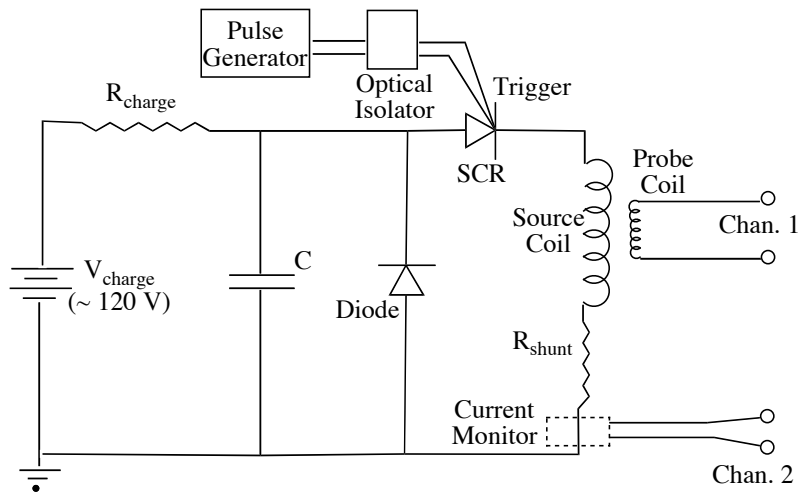 Pulse
Generator
Optical
Isolator
Trigger
R_charge
SCR
Probe
Coil
Source
Coil
Chan. 1
V_charge
(~ 120 V)
C
Diode
R_shunt
Current
Monitor
Chan. 2